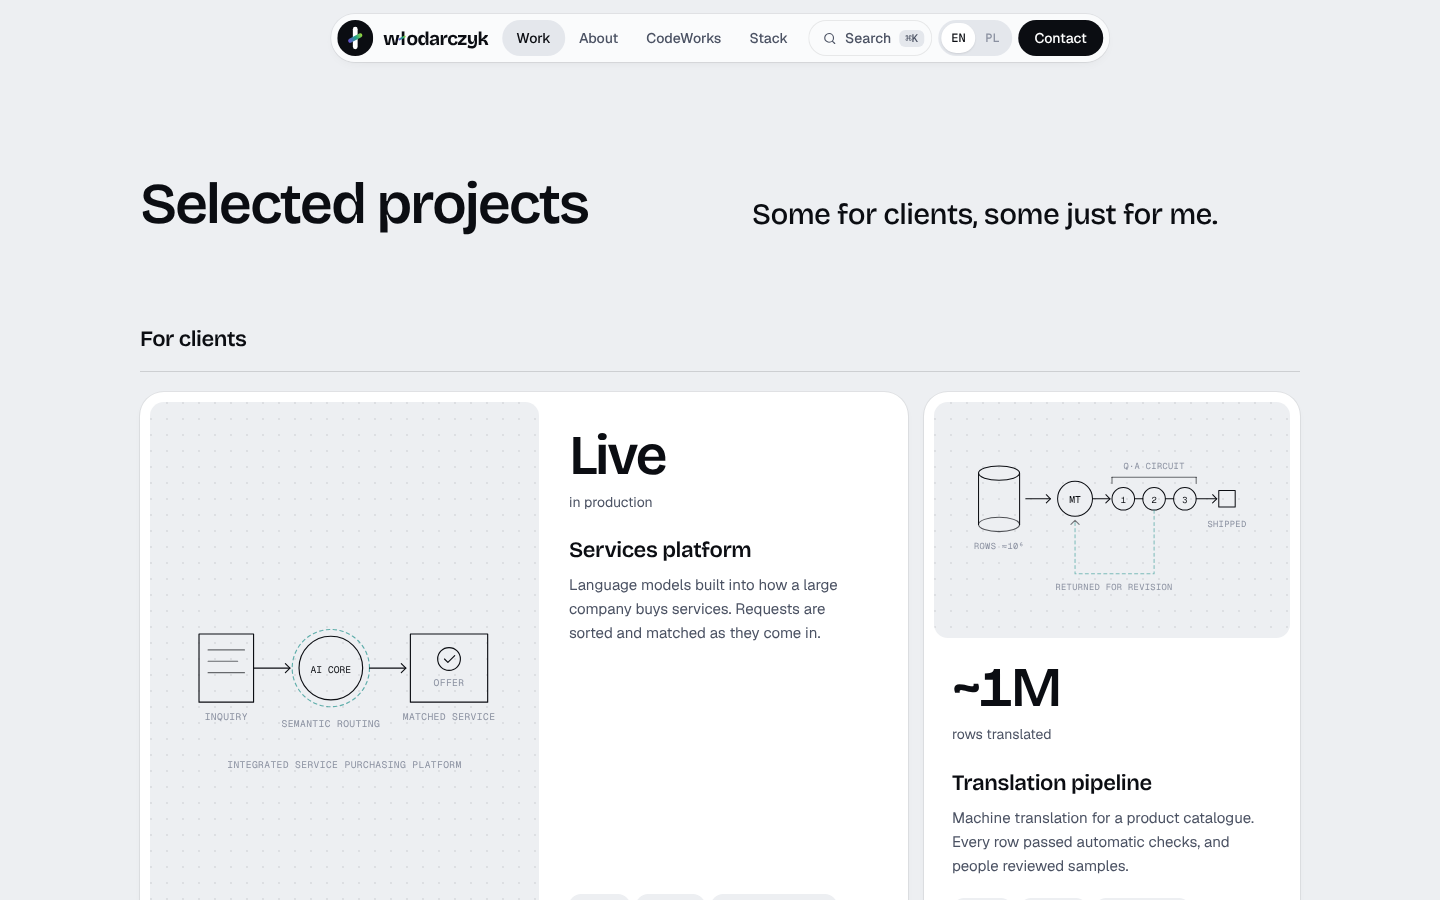 włodarczyk
Work
About
CodeWorks
Stack
Search
⌘K
EN
PL
Contact
Selected projects
Some for clients, some just for me.
For clients
INQUIRY
AI CORE
SEMANTIC ROUTING
OFFER
MATCHED SERVICE
INTEGRATED SERVICE PURCHASING PLATFORM
Live
in production
Services platform
Language models built into how a large
company buys services. Requests are
sorted and matched as they come in.
Q·A CIRCUIT
MT
1
2
3
SHIPPED
ROWS ≈10⁶
RETURNED FOR REVISION
~1M
rows translated
Translation pipeline
Machine translation for a product catalogue.
Every row passed automatic checks, and
people reviewed samples.